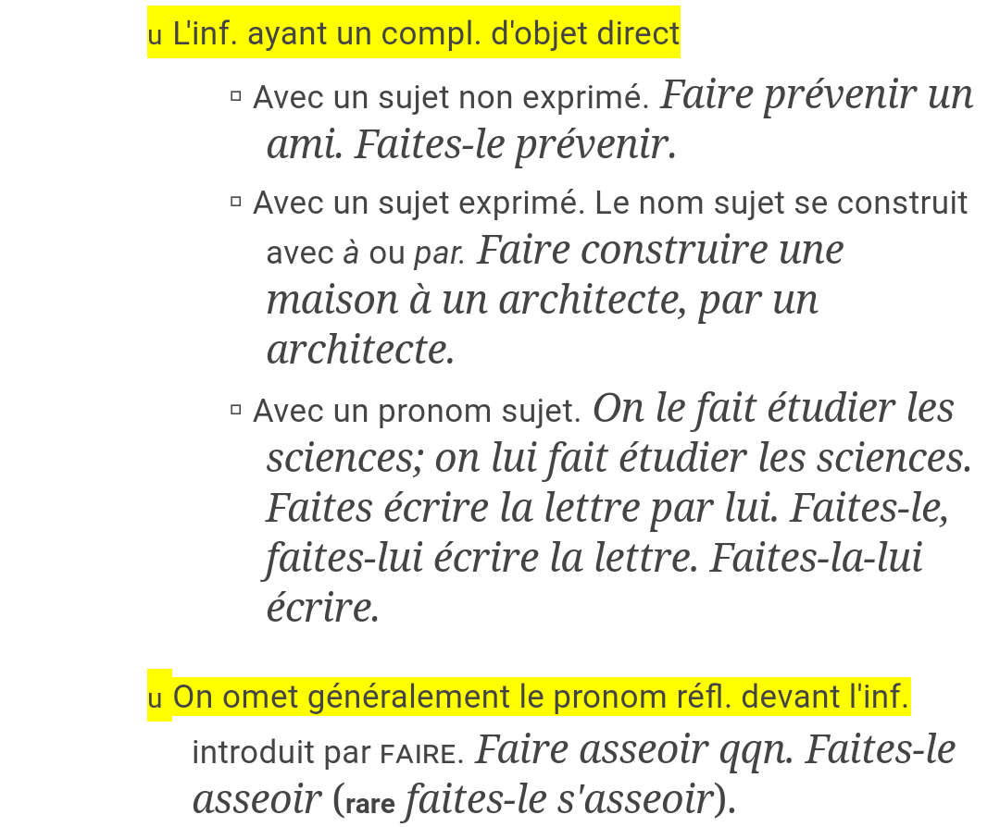 u L'inf. ayant un compl. d'objet direct
▫ Avec un sujet non exprimé. Faire prévenir un
ami. Faites-le prévenir.
▫ Avec un sujet exprimé. Le nom sujet se construit
avec à ou par. Faire construire une
maison à un architecte, par un
architecte.
▫ Avec un pronom sujet. On le fait étudier les
sciences; on lui fait étudier les sciences.
Faites écrire la lettre par lui. Faites-le,
faites-lui écrire la lettre. Faites-la-lui
écrire.
u On omet généralement le pronom réfl. devant l'inf.
introduit par FAIRE. Faire asseoir qqn. Faites-le
asseoir (rare faites-le s'asseoir).